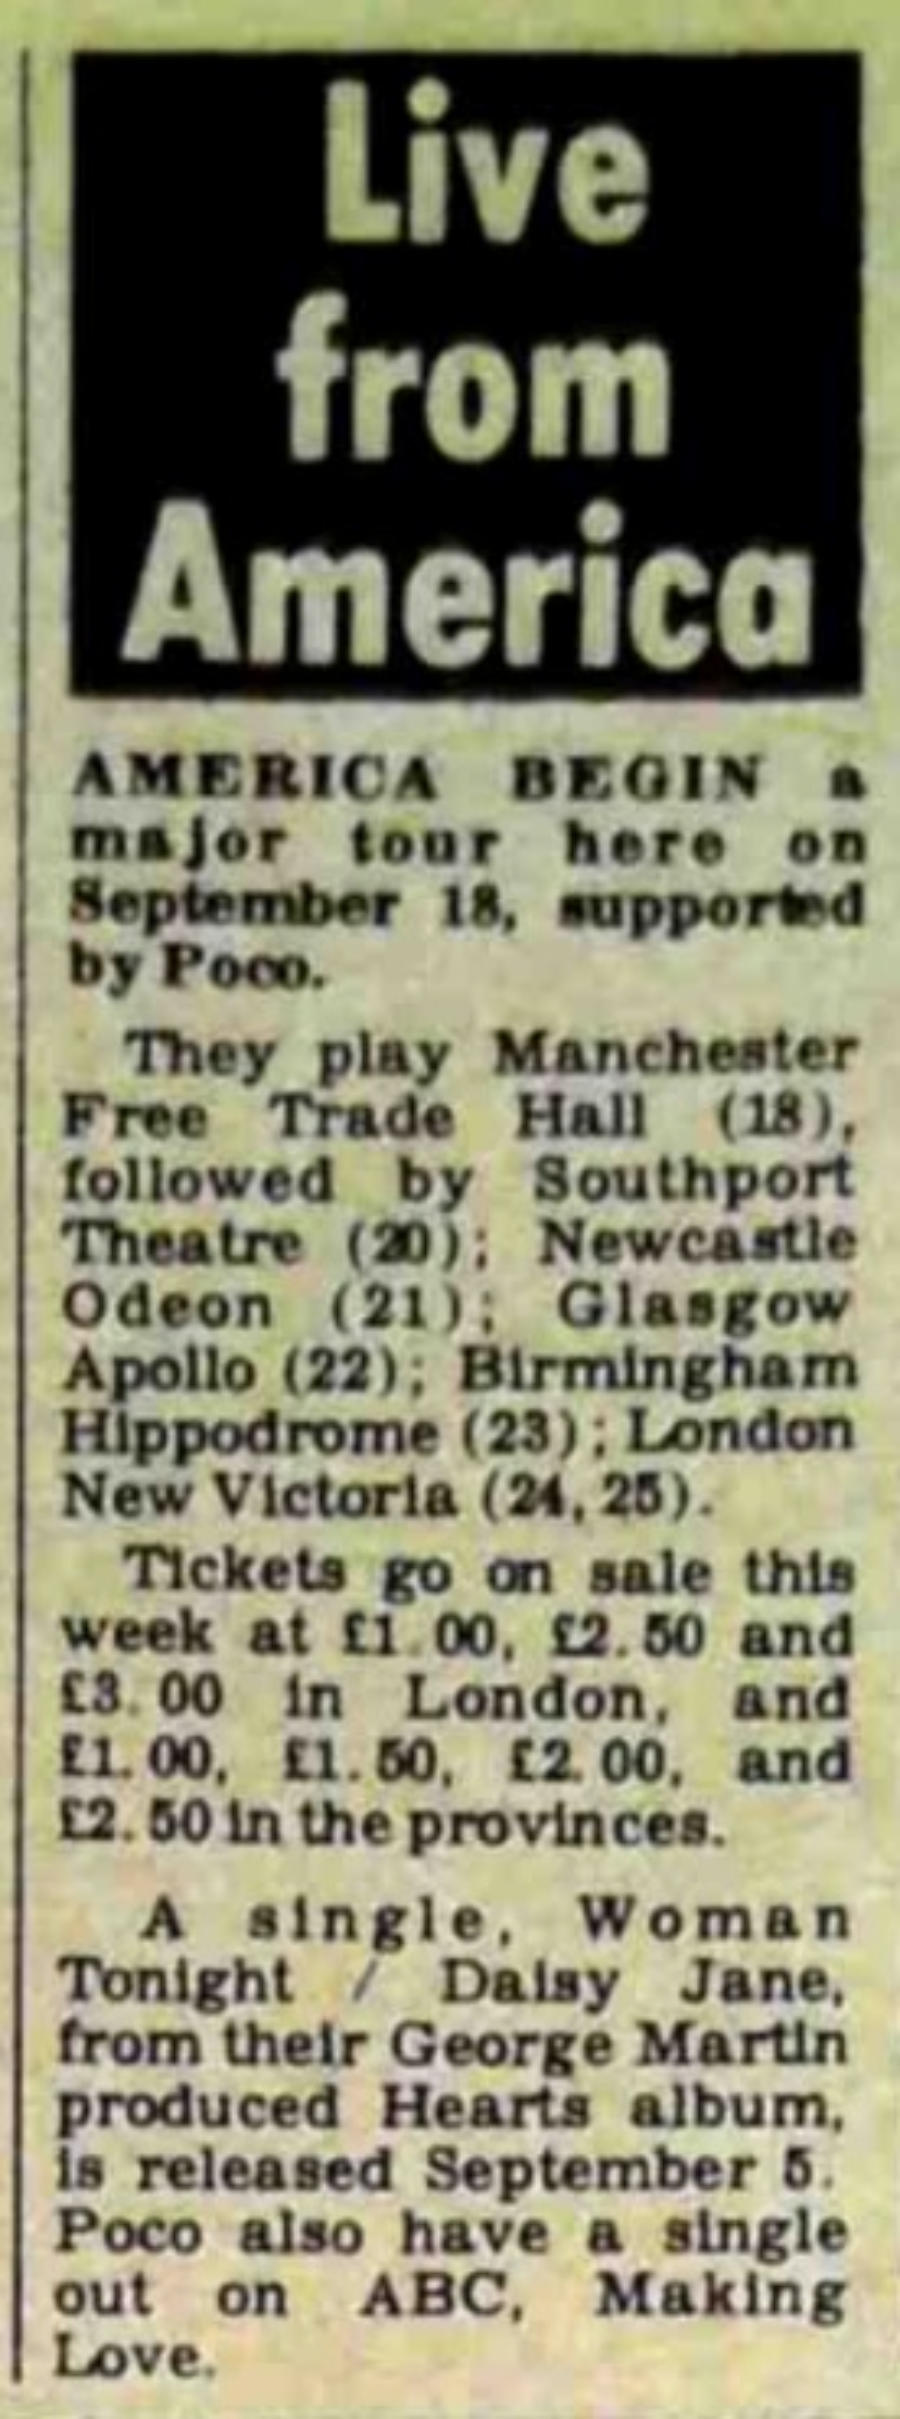 Live
from
America
AMERICA BEGIN a
major tour here on
September 18, supported
by Poco.
They play Manchester
Free Trade Hall (18),
followed by Southport
Theatre (20); Newcastle
Odeon (21); Glasgow
Apollo (22); Birmingham
Hippodrome (23); London
New Victoria (24, 25).
Tickets go on sale this
week at £1.00, £2.50 and
£3.00 in London, and
£1.00, £1.50, £2.00, and
£2.50 in the provinces.
A single, Woman
Tonight / Daisy Jane,
from their George Martin
produced Hearts album,
is released September 5.
Poco also have a single
out on ABC, Making
Love.